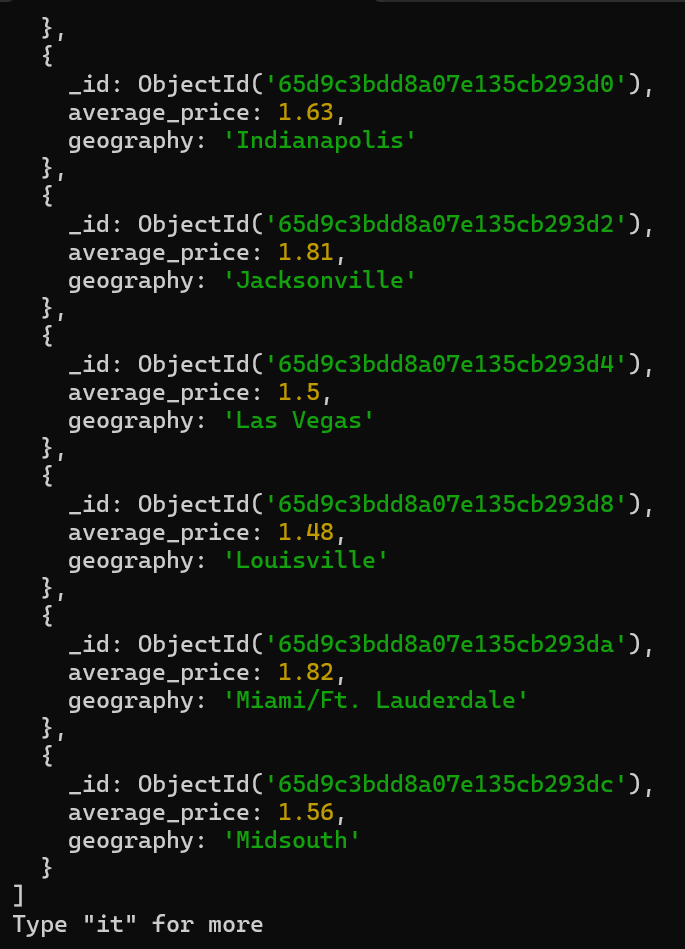 },
{
_id: ObjectId('65d9c3bdd8a07e135cb293d0'),
average_price: 1.63,
geography: 'Indianapolis'
},
{
_id: ObjectId('65d9c3bdd8a07e135cb293d2'),
average_price: 1.81,
geography: 'Jacksonville'
},
{
_id: ObjectId('65d9c3bdd8a07e135cb293d4'),
average_price: 1.5,
geography: 'Las Vegas'
},
{
_id: ObjectId('65d9c3bdd8a07e135cb293d8'),
average_price: 1.48,
geography: 'Louisville'
},
{
_id: ObjectId('65d9c3bdd8a07e135cb293da'),
average_price: 1.82,
geography: 'Miami/Ft. Lauderdale'
},
{
_id: ObjectId('65d9c3bdd8a07e135cb293dc'),
average_price: 1.56,
geography: 'Midsouth'
}
]
Type "it" for more